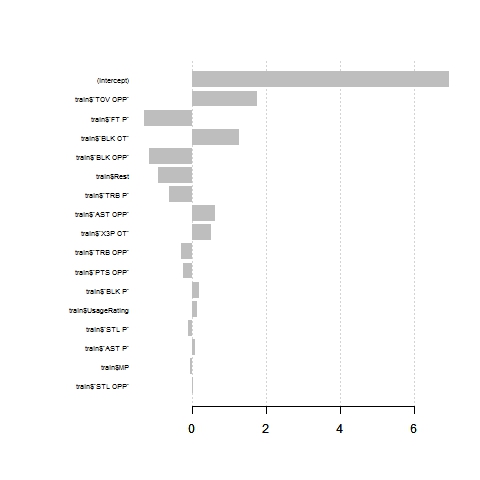 (Intercept)
train$`TOV OPP`
train$`FT P`
train$`BLK OT`
train$`BLK OPP`
train$Rest
train$`TRB P`
train$`AST OPP`
train$`X3P OT`
train$`TRB OPP`
train$`PTS OPP`
train$`BLK P`
train$UsageRating
train$`STL P`
train$`AST P`
train$MP
train$`STL OPP`
0 2 4 6